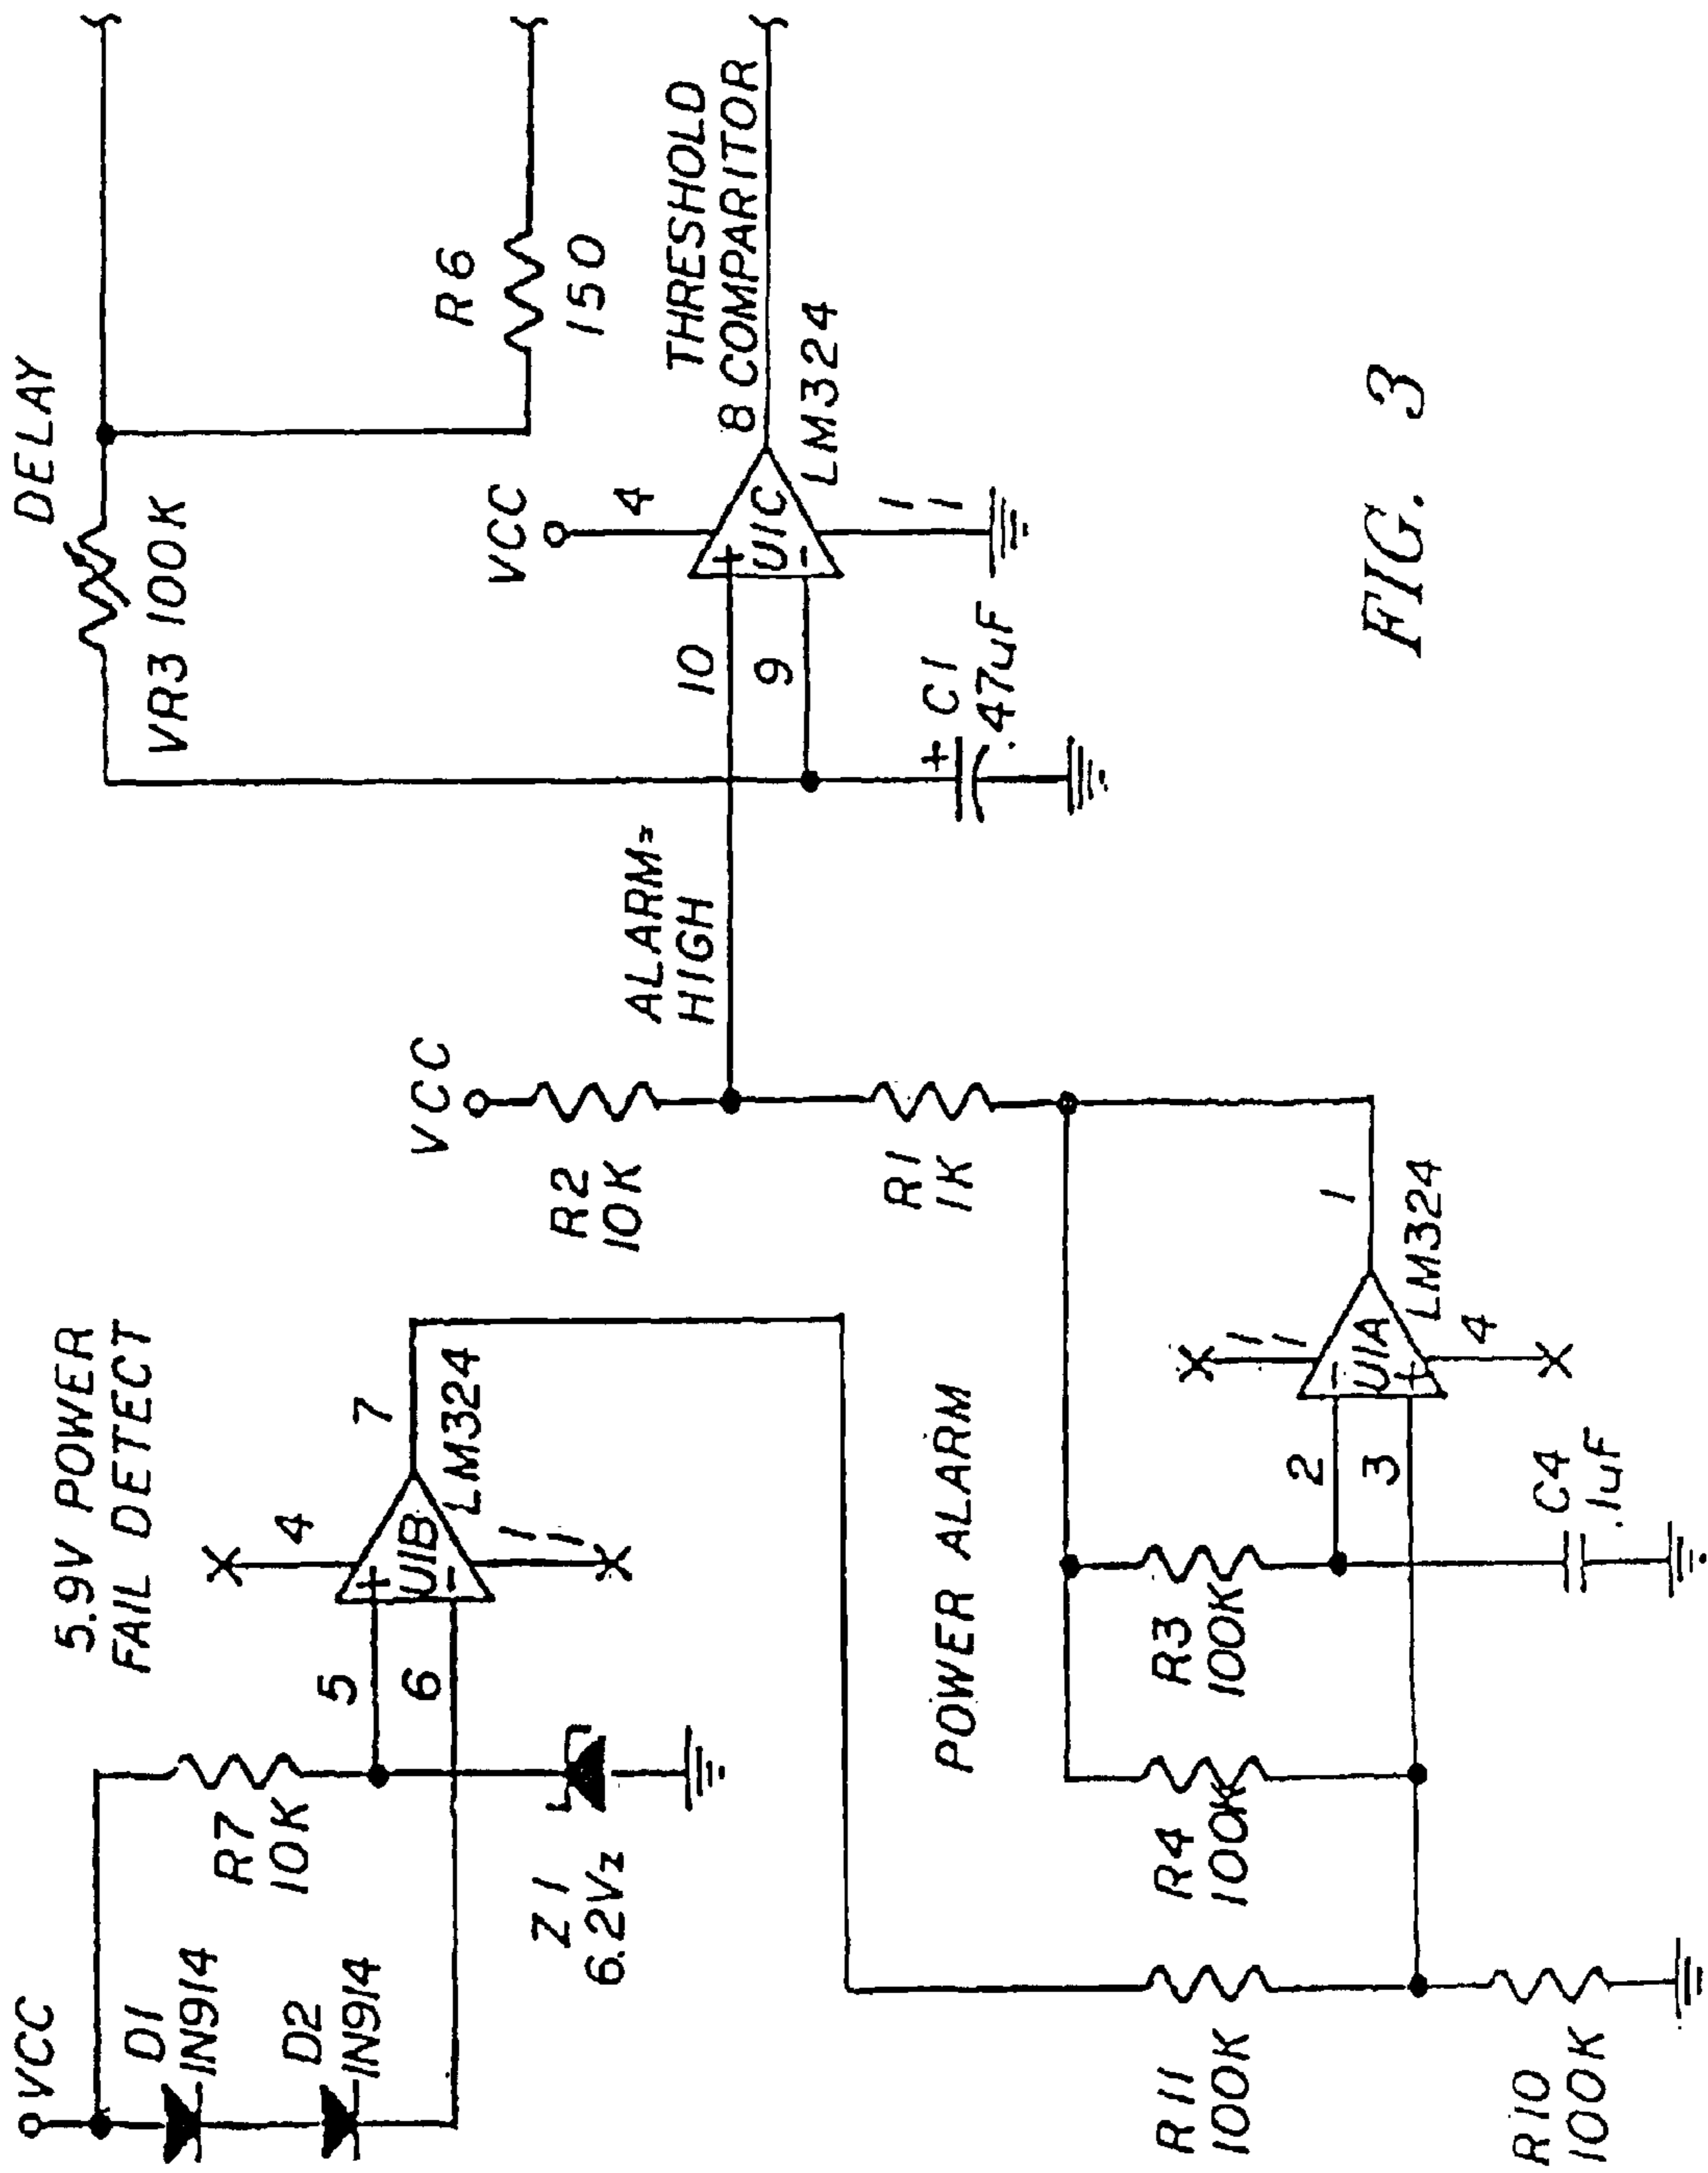 VCC
D1
IN914
D2
IN914
R7
10K
Z1
6.2Vz
5.9V POWER
FAIL DETECT
5
6
+
U1B
-
4
11
7
LM324
R11
100K
R10
100K
R4
100K
R3
100K
POWER ALARM
2
3
-
U1A
+
11
4
1
LM324
C4
.1uF
VCC
R2
10K
R1
1K
ALARM=
HIGH
10
9
+
U1C
-
VCC
4
11
8
LM324
THRESHOLD
COMPARITOR
+
C1
.47uF
DELAY
VR3 100K
R6
150
FIG. 3